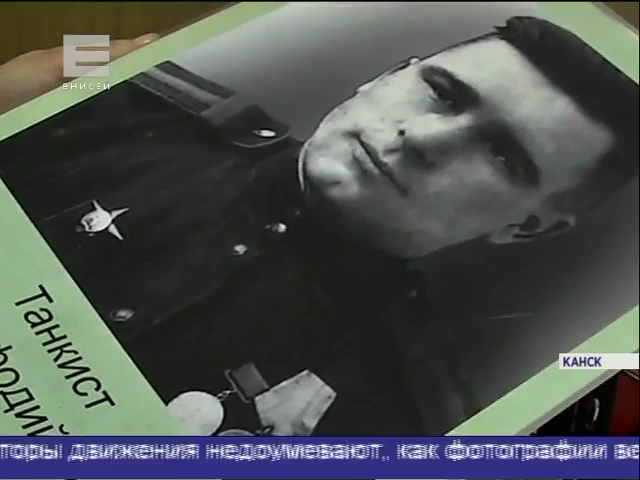 ЕНИСЕЙ
Танкист
КАНСК
торы движения недоумевают, как фотографии ве